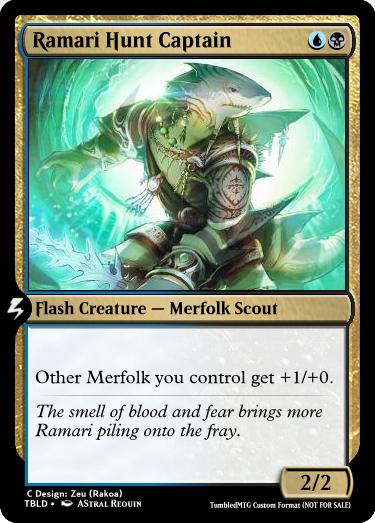 Ramari Hunt Captain
Flash Creature — Merfolk Scout
Other Merfolk you control get +1/+0.
The smell of blood and fear brings more
Ramari piling onto the fray.
2/2
C Design: Zeu (Rakoa)
TBLD • Astral Requin
TumbledMTG Custom Format (NOT FOR SALE)